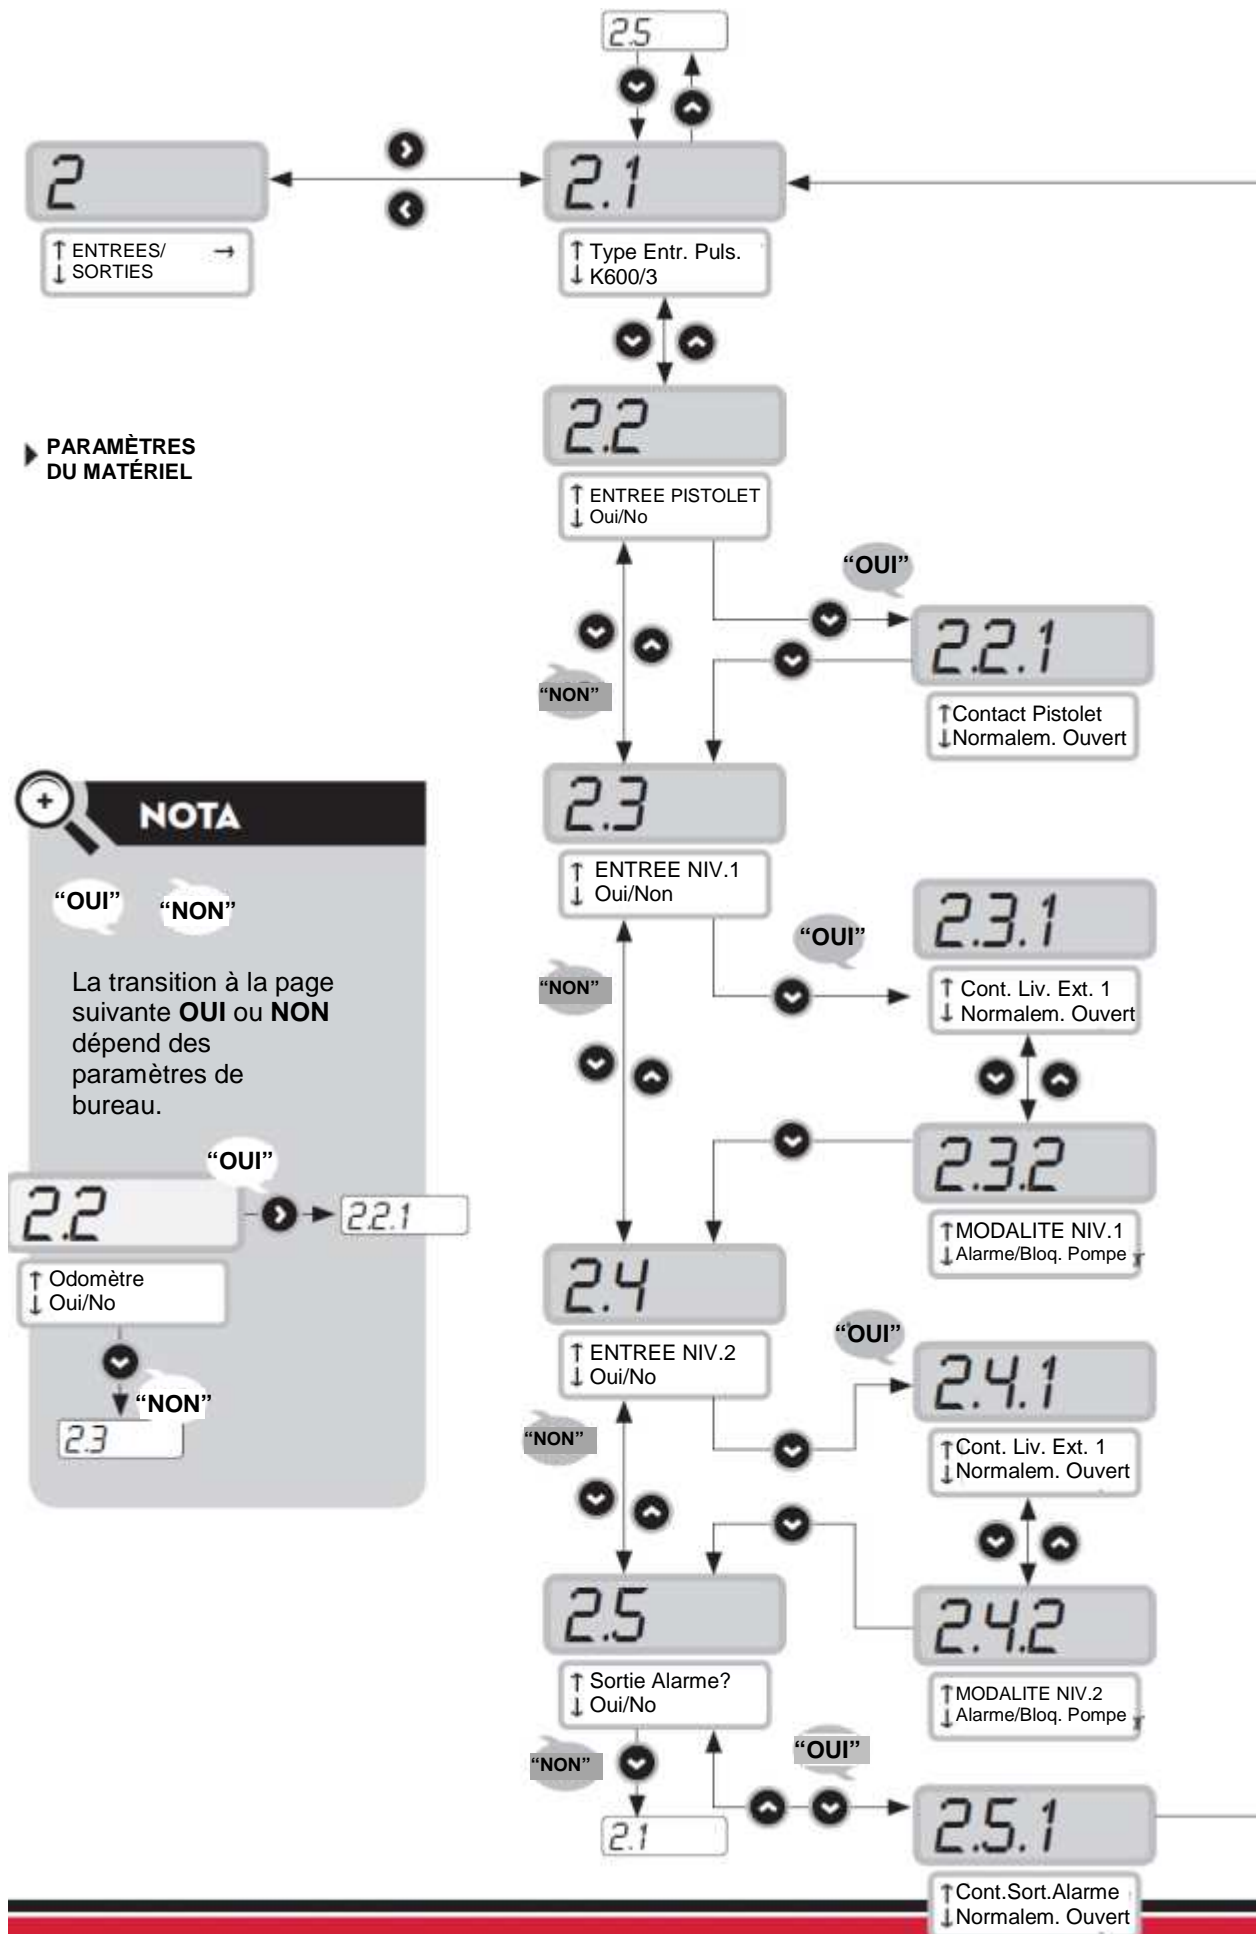 2.5
2
2.1
↑ ENTREES/ →
↓ SORTIES
↑ Type Entr. Puls.
↓ K600/3
2.2
PARAMÈTRES
DU MATÉRIEL
↑ ENTREE PISTOLET
↓ Oui/No
“OUI”
2.2.1
“NON”
↑Contact Pistolet
↓Normalem. Ouvert
2.3
↑ ENTREE NIV.1
↓ Oui/Non
“OUI”
2.3.1
“NON”
↑ Cont. Liv. Ext. 1
↓ Normalem. Ouvert
2.3.2
↑MODALITE NIV.1
↓Alarme/Bloq. Pompe
NOTA
“OUI” “NON”
La transition à la page
suivante OUI ou NON
dépend des
paramètres de
bureau.
“OUI”
2.2
2.2.1
↑ Odomètre
↓ Oui/No
“NON”
2.3
2.4
↑ ENTREE NIV.2
↓ Oui/No
“OUI”
2.4.1
“NON”
↑Cont. Liv. Ext. 1
↓Normalem. Ouvert
2.5
2.4.2
↑ Sortie Alarme?
↓ Oui/No
↑MODALITE NIV.2
↓Alarme/Bloq. Pompe
“NON”
“OUI”
2.1
2.5.1
↑Cont.Sort.Alarme
↓Normalem. Ouvert